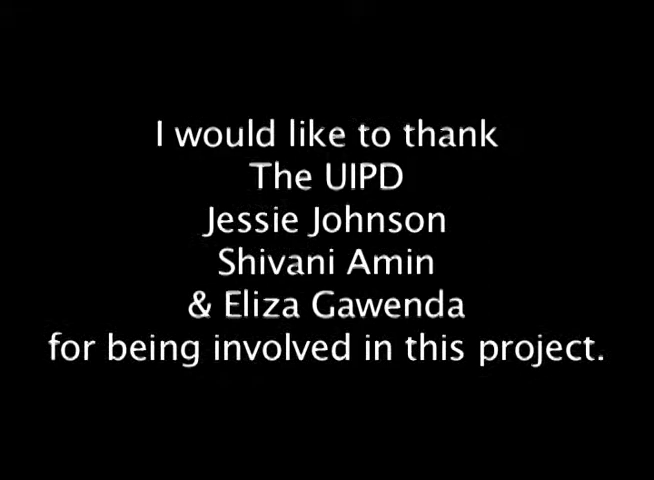 I would like to thank
The UIPD
Jessie Johnson
Shivani Amin
& Eliza Gawenda
for being involved in this project.